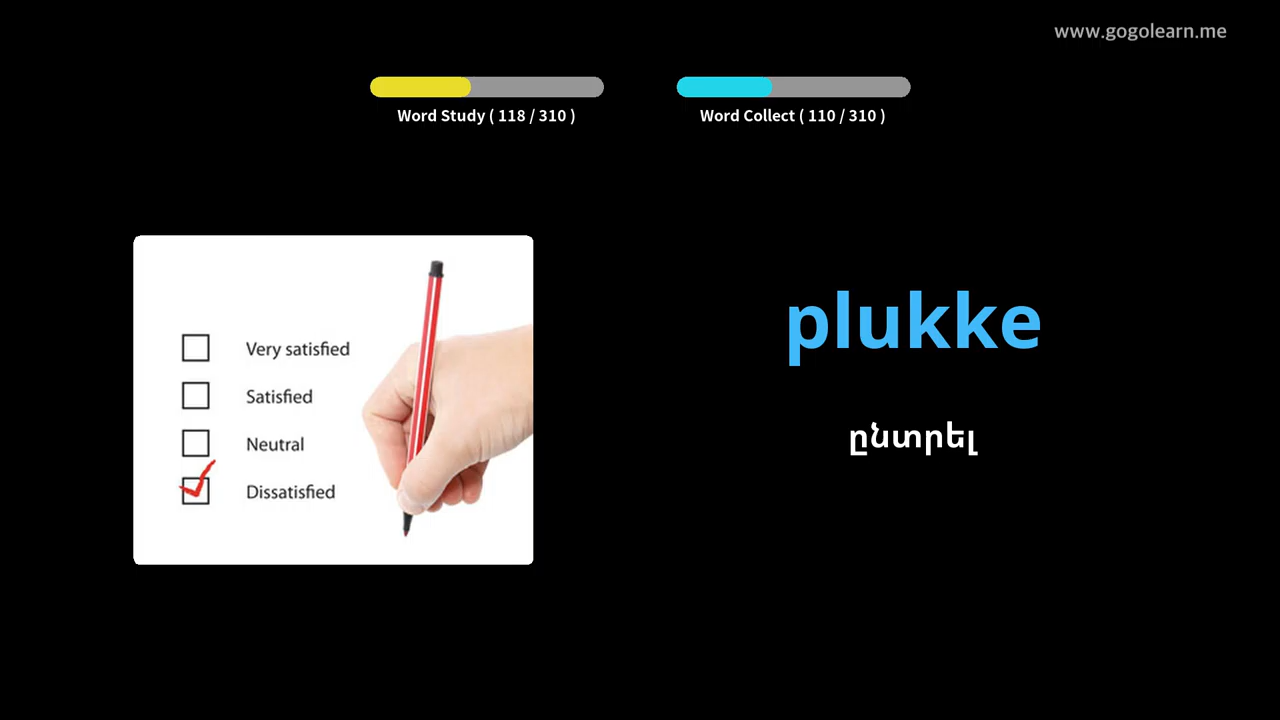 www.gogolearn.me
Word Study ( 118 / 310 )
Word Collect ( 110 / 310 )
Very satisfied
Satisfied
Neutral
Dissatisfied
plukke
ընտրել